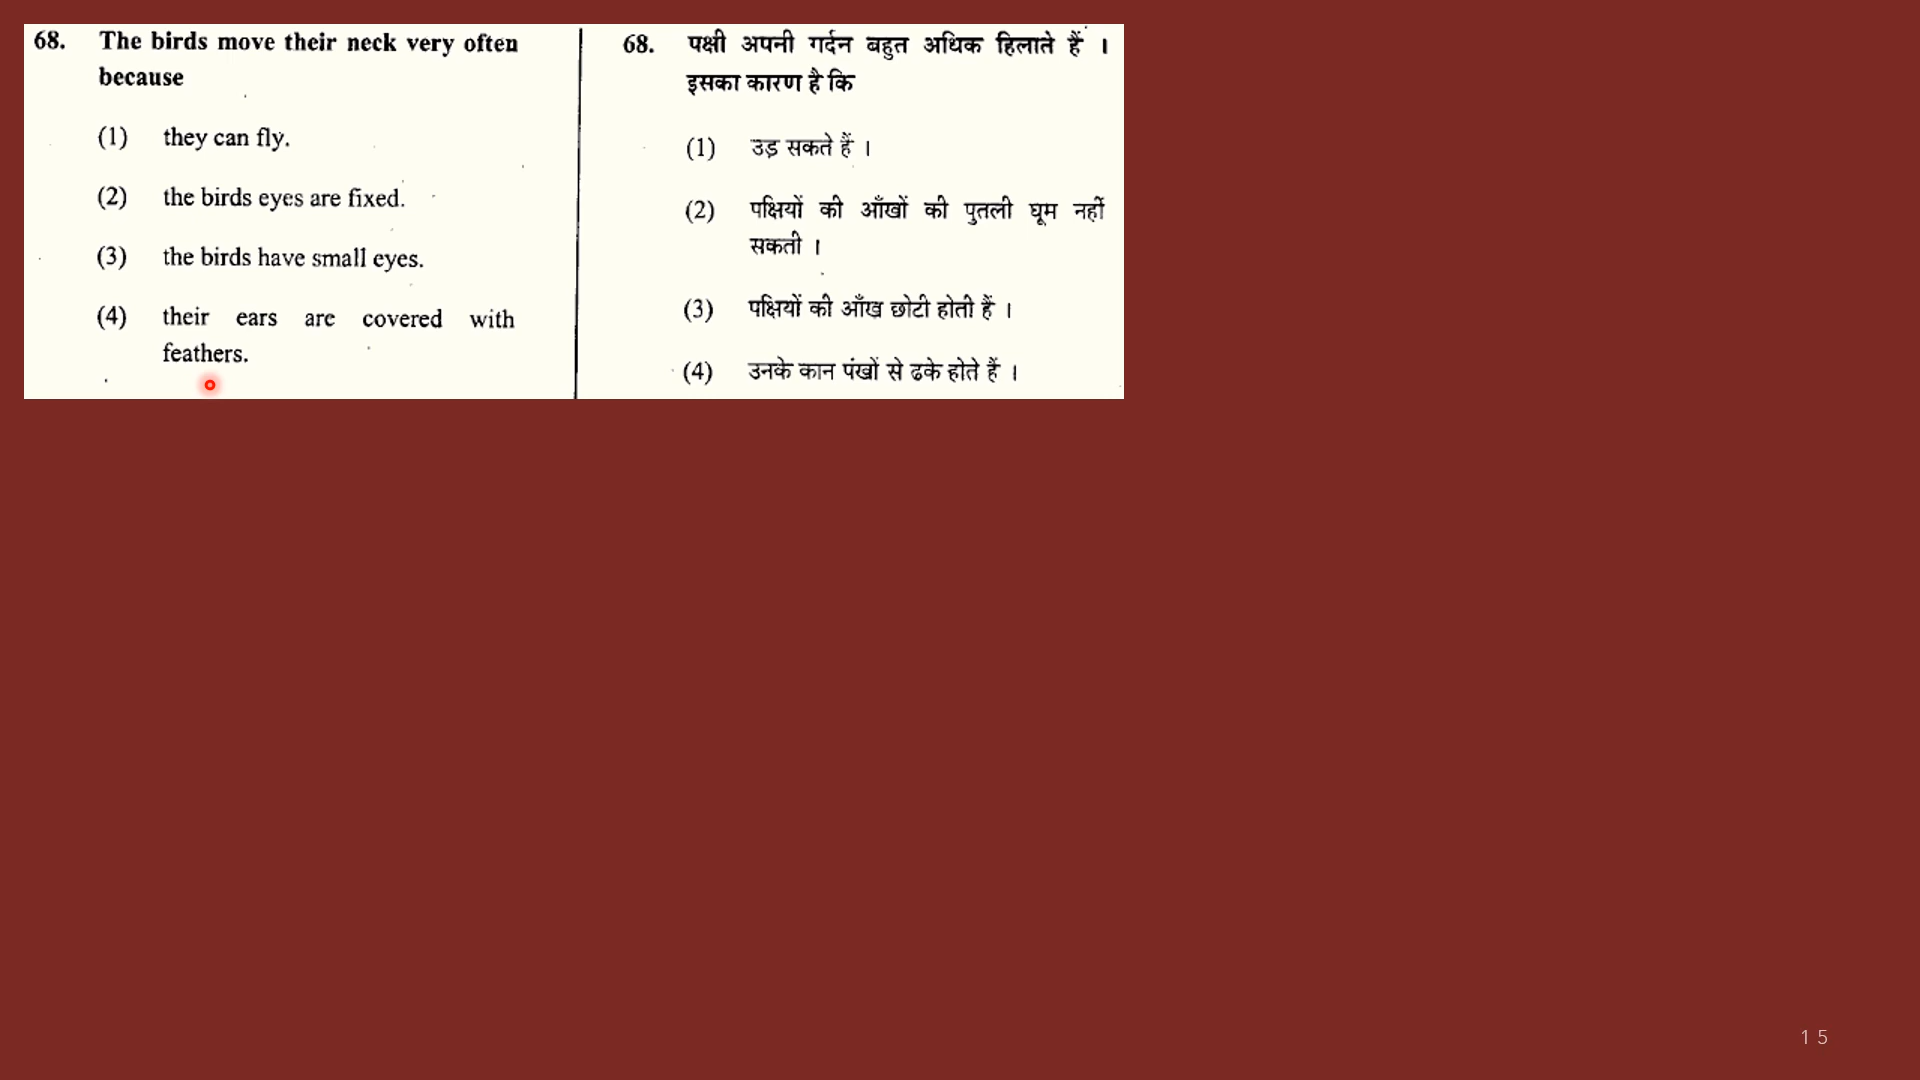 68. The birds move their neck very often
because
(1) they can fly.
(2) the birds eyes are fixed.
(3) the birds have small eyes.
(4) their ears are covered with
feathers.
68. पक्षी अपनी गर्दन बहुत अधिक हिलाते हैं ।
इसका कारण है कि
(1) उड़ सकते हैं ।
(2) पक्षियों की आँखों की पुतली घूम नहीं
सकती ।
(3) पक्षियों की आँख छोटी होती हैं ।
(4) उनके कान पंखों से ढके होते हैं ।
15